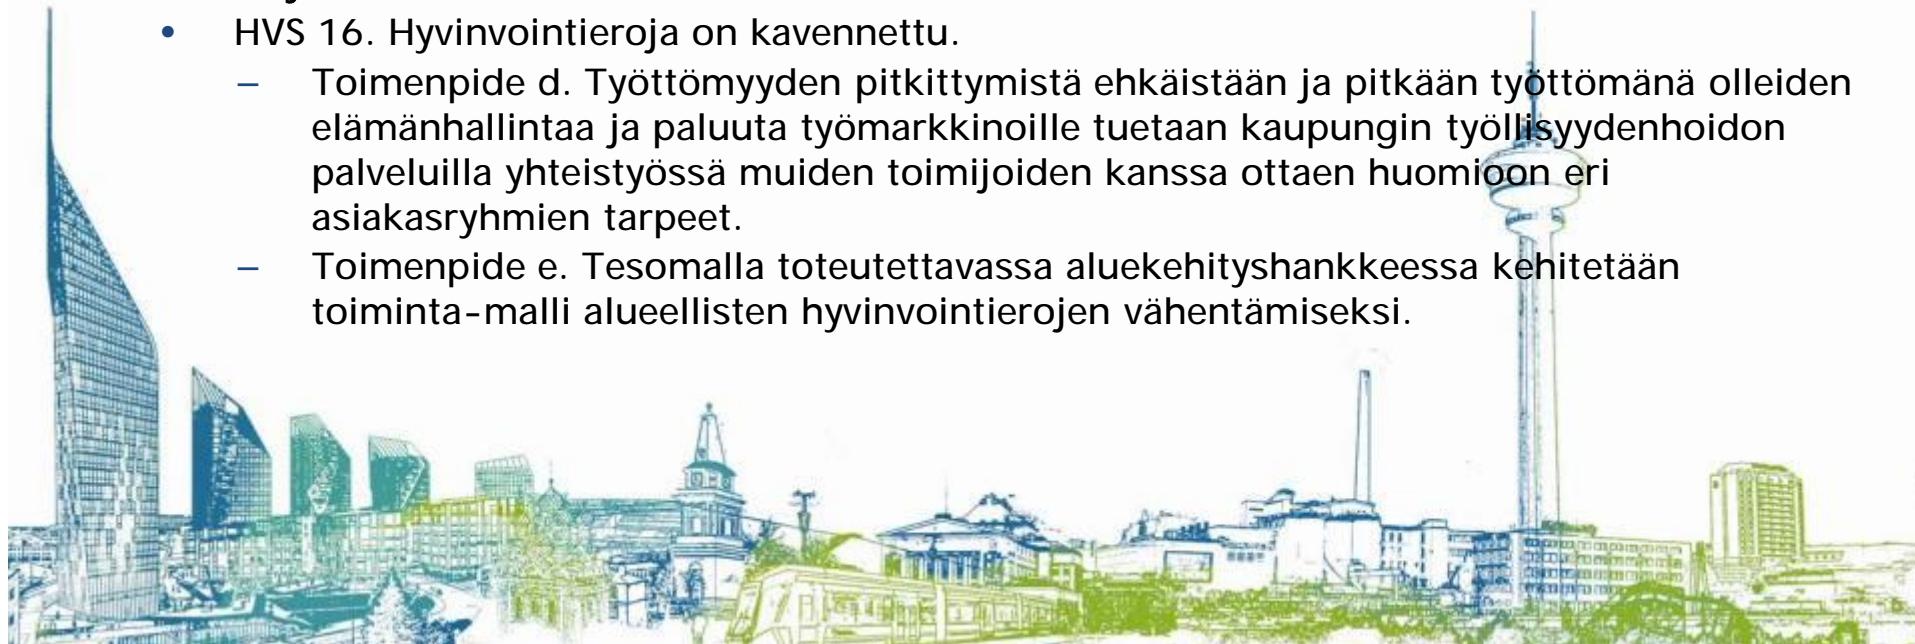 • HVS 16. Hyvinvointieroja on kavennettu.
– Toimenpide d. Työttömyyden pitkittymistä ehkäistään ja pitkään työttömänä olleiden
elämänhallintaa ja paluuta työmarkkinoille tuetaan kaupungin työllisyydenhoidon
palveluilla yhteistyössä muiden toimijoiden kanssa ottaen huomioon eri
asiakasryhmien tarpeet.
– Toimenpide e. Tesomalla toteutettavassa aluekehityshankkeessa kehitetään
toiminta-malli alueellisten hyvinvointierojen vähentämiseksi.